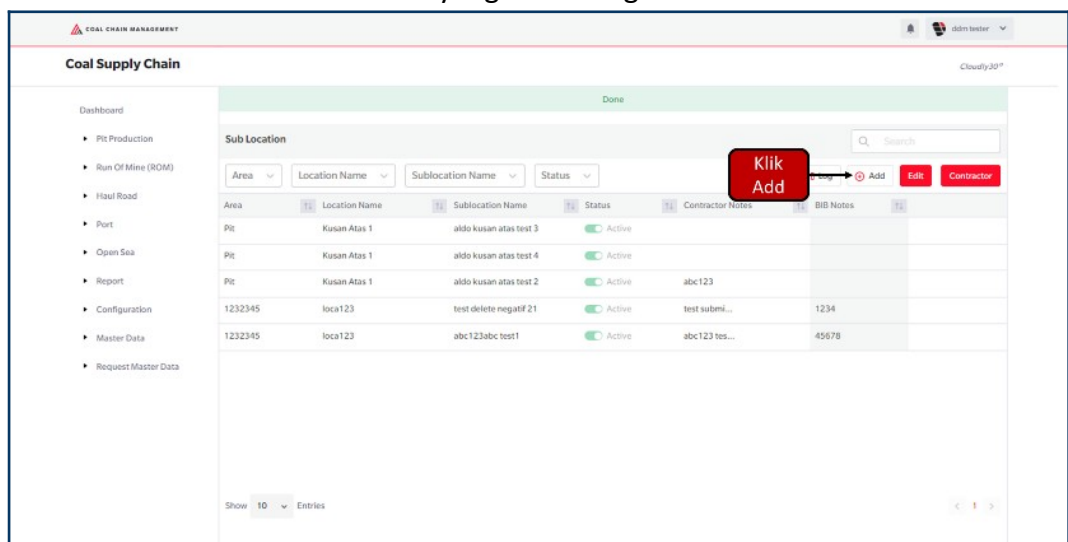 COAL CHAIN MANAGEMENT
ddm tester
Coal Supply Chain
Cloudly30°
Dashboard
Done
Pit Production
Sub Location
Search
Run Of Mine (ROM)
Area
Location Name
Sublocation Name
Status
Klik
Add
Log
Add
Edit
Contractor
Haul Road
Area Location Name Sublocation Name Status Contractor Notes BIB Notes
Port
Pit Kusan Atas 1 aldo kusan atas test 3 Active
Open Sea
Pit Kusan Atas 1 aldo kusan atas test 4 Active
Report
Pit Kusan Atas 1 aldo kusan atas test 2 Active abc123
Configuration
1232345 loca123 test delete negatif 21 Active test submi... 1234
Master Data
1232345 loca123 abc123abc test1 Active abc123 tes... 45678
Request Master Data
Show 10 Entries
< 1 >